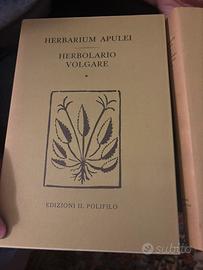 HERBARIUM APULEI
HERBOLARIO
VOLGARE
EDIZIONI IL POLIFILO
subito